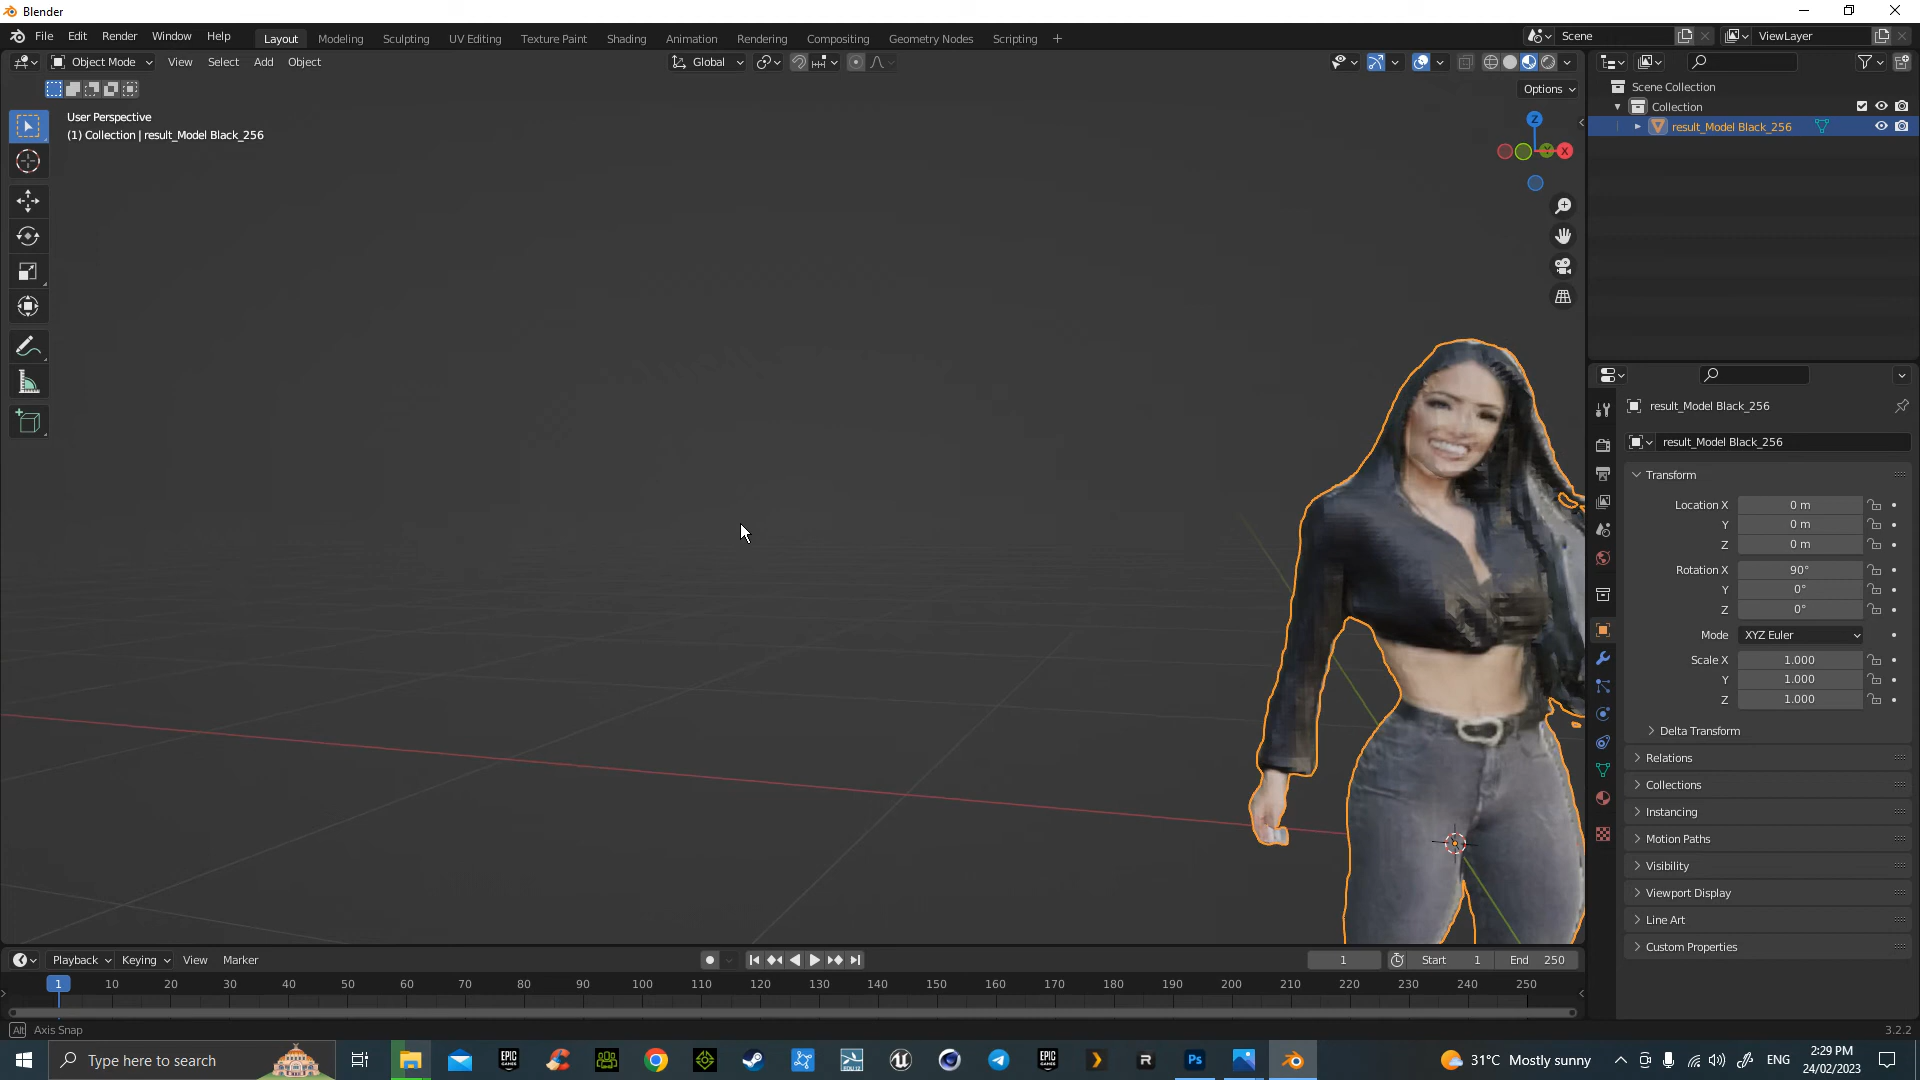 Blender
File Edit Render Window Help Layout Modeling Sculpting UV Editing Texture Paint Shading Animation Rendering Compositing Geometry Nodes Scripting + Scene ViewLayer
Object Mode View Select Add Object Global
Options
User Perspective
(1) Collection | result_Model Black_256
Z
Y
X
Scene Collection
Collection
result_Model Black_256
result_Model Black_256
result_Model Black_256
Transform
Location X 0 m
Y 0 m
Z 0 m
Rotation X 90°
Y 0°
Z 0°
Mode XYZ Euler
Scale X 1.000
Y 1.000
Z 1.000
Delta Transform
Relations
Collections
Instancing
Motion Paths
Visibility
Viewport Display
Line Art
Custom Properties
Playback Keying View Marker 1 Start 1 End 250
1 10 20 30 40 50 60 70 80 90 100 110 120 130 140 150 160 170 180 190 200 210 220 230 240 250
Alt Axis Snap 3.2.2
Type here to search
EPIC GAMES
EPIC GAMES
R
Ps
31°C Mostly sunny
ENG
2:29 PM
24/02/2023